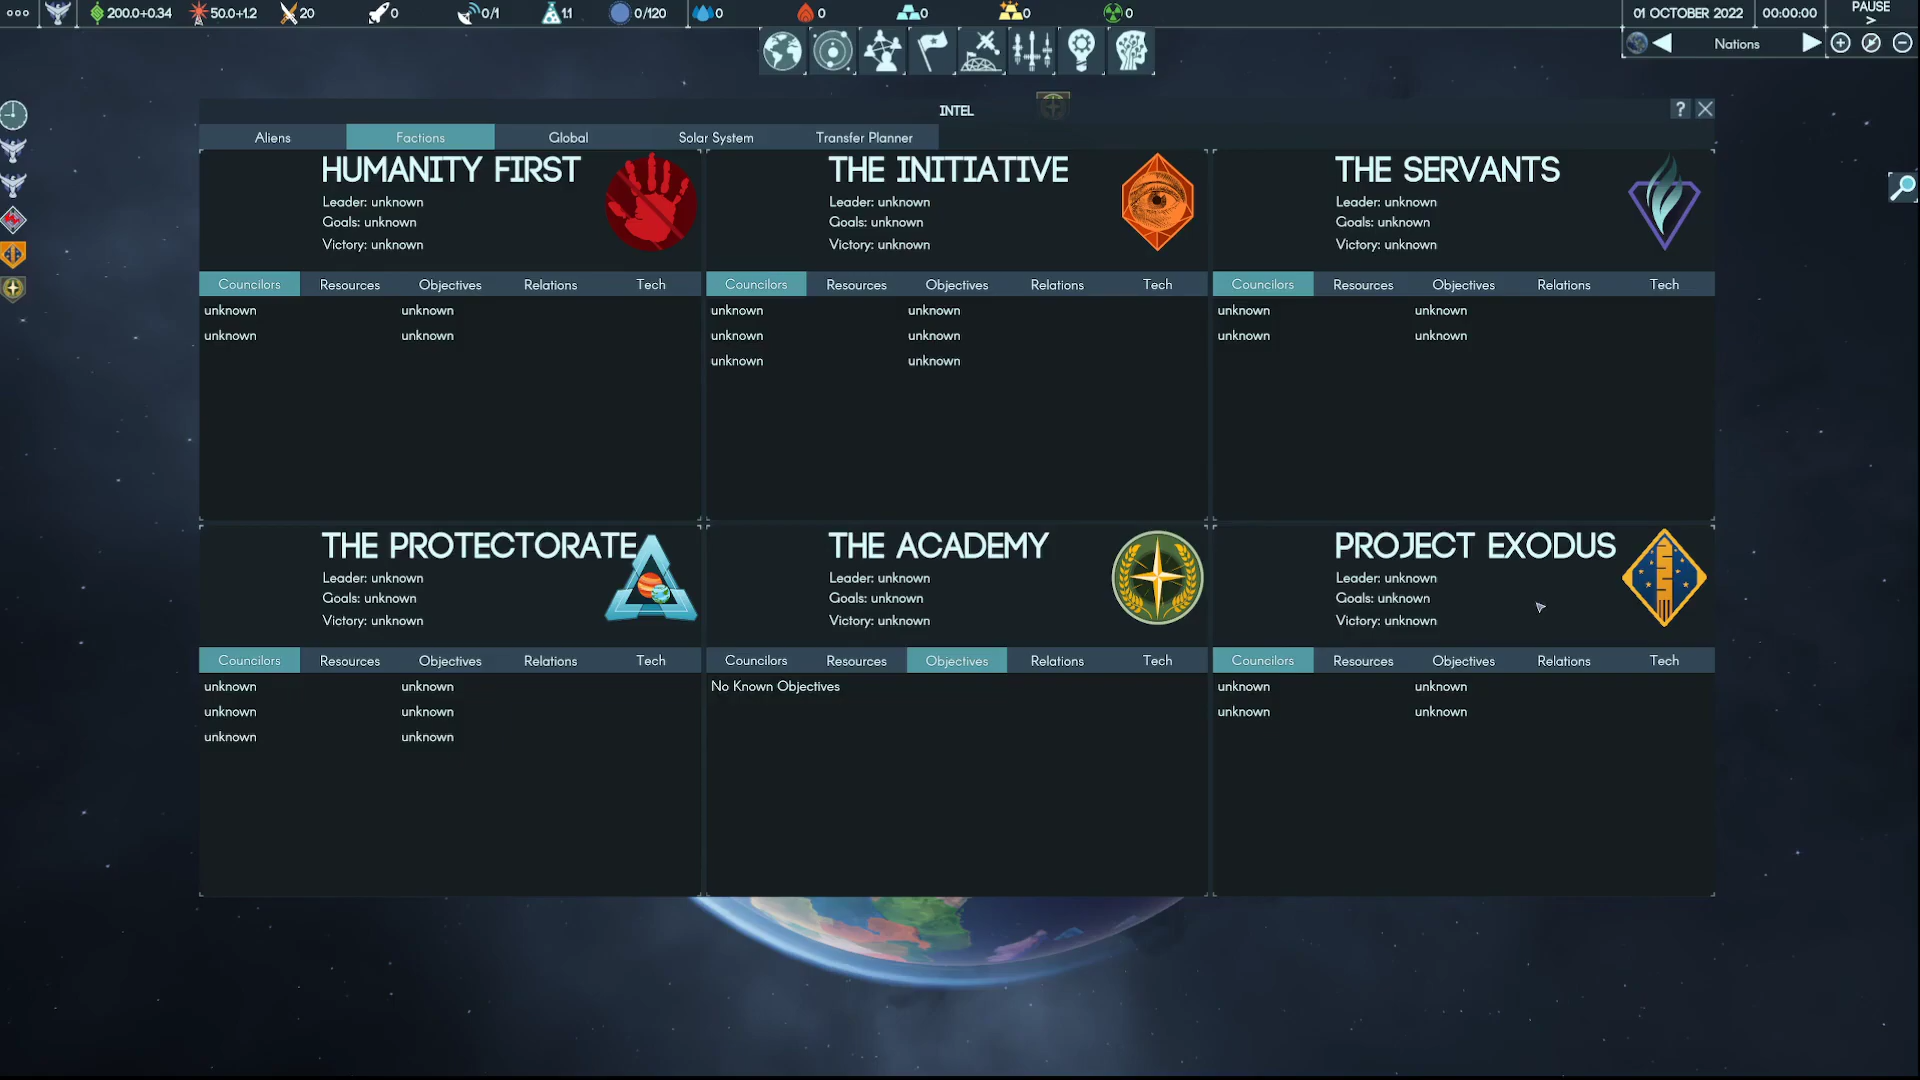 200.0+0.34 50.0+1.2 20 0 0/1 1.1 0/120 0 0 0 0 0 01 OCTOBER 2022 00:00:00 PAUSE
>
Nations
INTEL ?
Aliens Factions Global Solar System Transfer Planner
HUMANITY FIRST
Leader: unknown
Goals: unknown
Victory: unknown
Councilors Resources Objectives Relations Tech
unknown unknown
unknown unknown
THE INITIATIVE
Leader: unknown
Goals: unknown
Victory: unknown
Councilors Resources Objectives Relations Tech
unknown unknown
unknown unknown
unknown unknown
THE SERVANTS
Leader: unknown
Goals: unknown
Victory: unknown
Councilors Resources Objectives Relations Tech
unknown unknown
unknown unknown
THE PROTECTORATE
Leader: unknown
Goals: unknown
Victory: unknown
Councilors Resources Objectives Relations Tech
unknown unknown
unknown unknown
unknown unknown
THE ACADEMY
Leader: unknown
Goals: unknown
Victory: unknown
Councilors Resources Objectives Relations Tech
No Known Objectives
PROJECT EXODUS
Leader: unknown
Goals: unknown
Victory: unknown
Councilors Resources Objectives Relations Tech
unknown unknown
unknown unknown